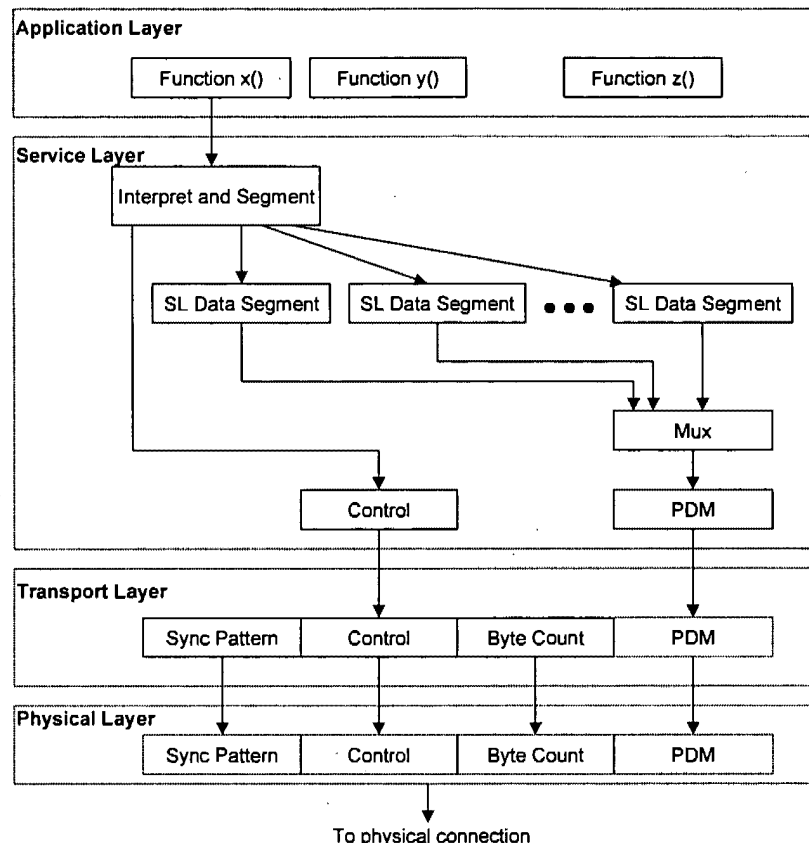 Application Layer
Function x()
Function y()
Function z()
Service Layer
Interpret and Segment
SL Data Segment
SL Data Segment
SL Data Segment
Mux
Control
PDM
Transport Layer
Sync Pattern
Control
Byte Count
PDM
Physical Layer
Sync Pattern
Control
Byte Count
PDM
To physical connection